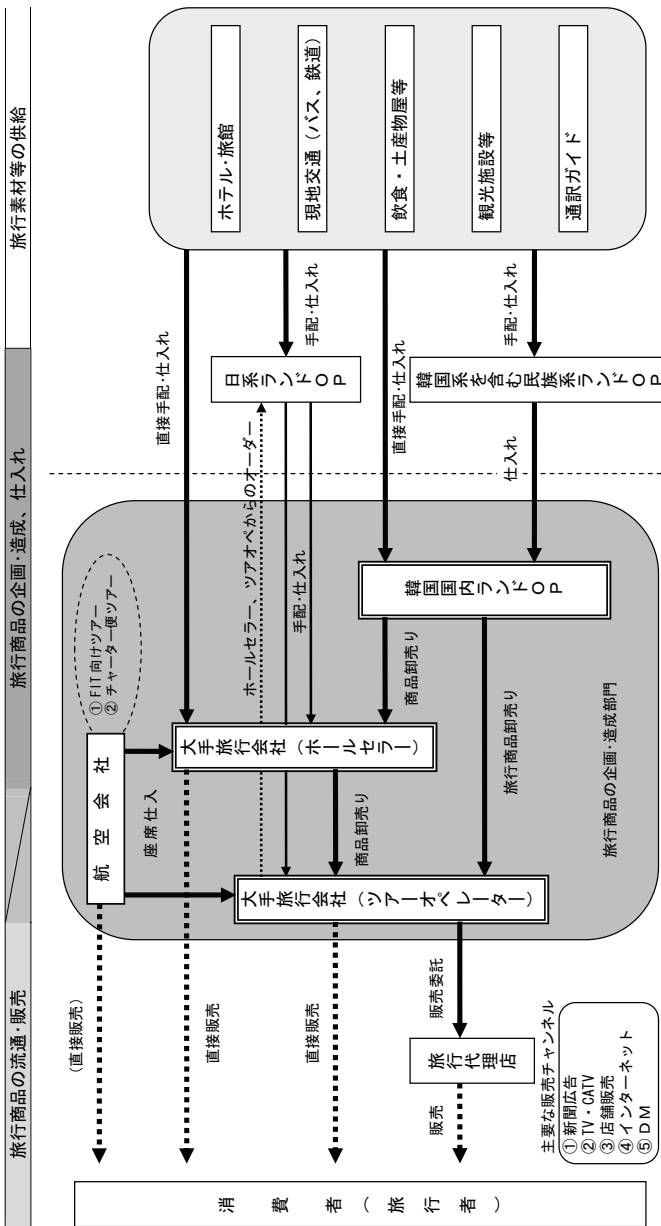 旅行商品の流通・販売
旅行商品の企画・造成、仕入れ
旅行素材等の供給
(直接販売)
航空会社
① FIT向けツアー
② チャーター便ツアー
座席仕入
直接販売
直接手配・仕入れ
大手旅行会社(ホールセラー)
ホールセラー、ツアオペからのオーダー
手配・仕入れ
日系ランドOP
手配・仕入れ
ホテル・旅館
現地交通(バス、鉄道)
飲食・土産物屋等
観光施設等
通訳ガイド
直接販売
大手旅行会社(ツアーオペレーター)
商品卸売り
商品卸売り
直接手配・仕入れ
韓国国内ランドOP
販売
旅行代理店
販売委託
旅行商品卸売り
仕入れ
韓国系を含む民族系ランドOP
手配・仕入れ
旅行商品の企画・造成部門
主要な販売チャンネル
① 新聞広告
② TV・CATV
③ 店舗販売
④ インターネット
⑤ DM
消費者(旅行者)